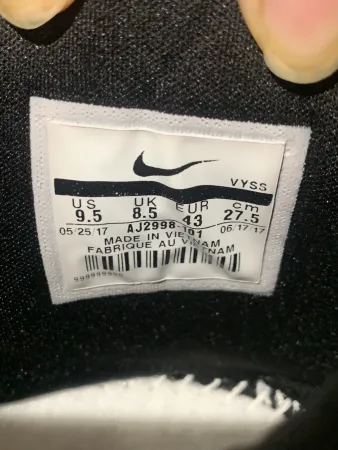 VYSS
US UK EUR cm
9.5 8.5 43 27.5
05/25/17 AJ2998-101 06/17/17
MADE IN VIETNAM
FABRIQUE AU VIETNAM